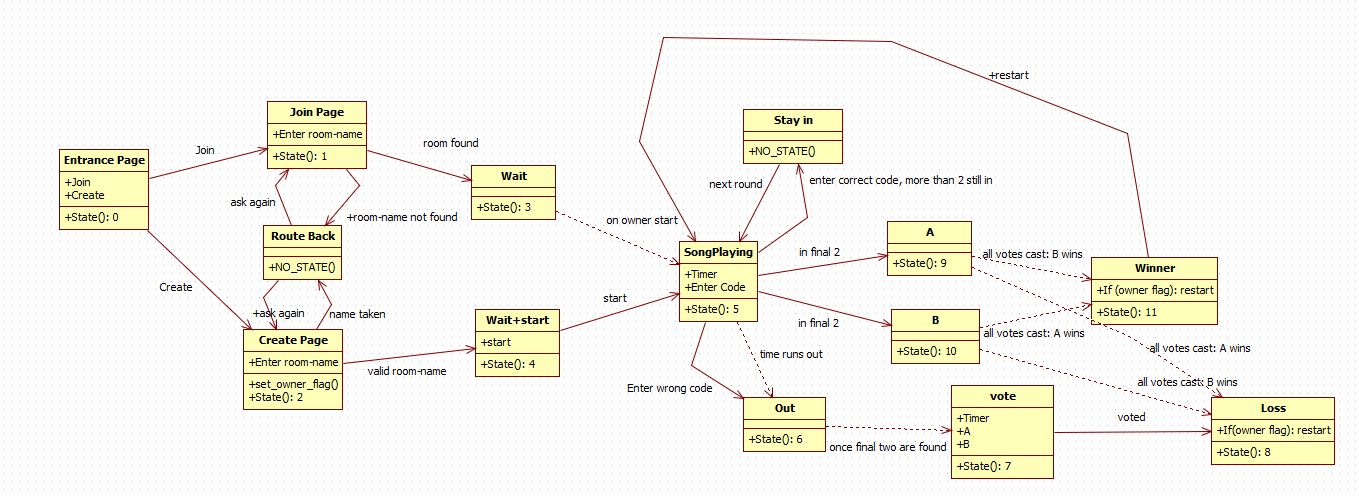 Join Page
+Enter room-name
+State(): 1
Entrance Page
+Join
+Create
+State(): 0
Join
room found
Wait
+State(): 3
ask again
+room-name not found
Route Back
+NO_STATE()
Create
+ask again
name taken
Create Page
+Enter room-name
+set_owner_flag()
+State(): 2
valid room-name
Wait+start
+start
+State(): 4
start
on owner start
Stay in
+NO_STATE()
next round
enter correct code, more than 2 still in
+restart
SongPlaying
+Timer
+Enter Code
+State(): 5
in final 2
in final 2
A
+State(): 9
all votes cast: B wins
B
+State(): 10
all votes cast: A wins
Winner
+If (owner flag): restart
+State(): 11
all votes cast: A wins
all votes cast: B wins
time runs out
Enter wrong code
Out
+State(): 6
once final two are found
vote
+Timer
+A
+B
+State(): 7
voted
Loss
+If(owner flag): restart
+State(): 8